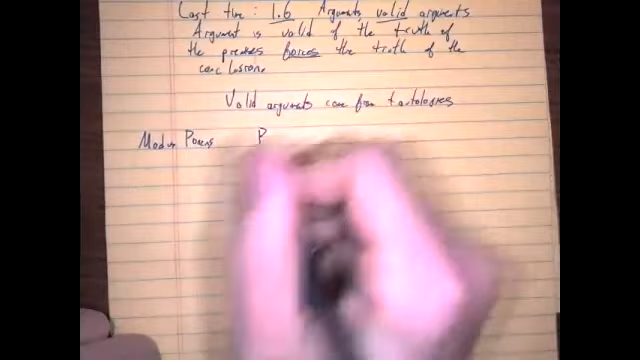 Last time : 1.6 Arguments, valid arguments
Argument is valid if the truth of
the premises forces the truth of the
conclusion.
Valid arguments come from tautologies
Modus Ponens P